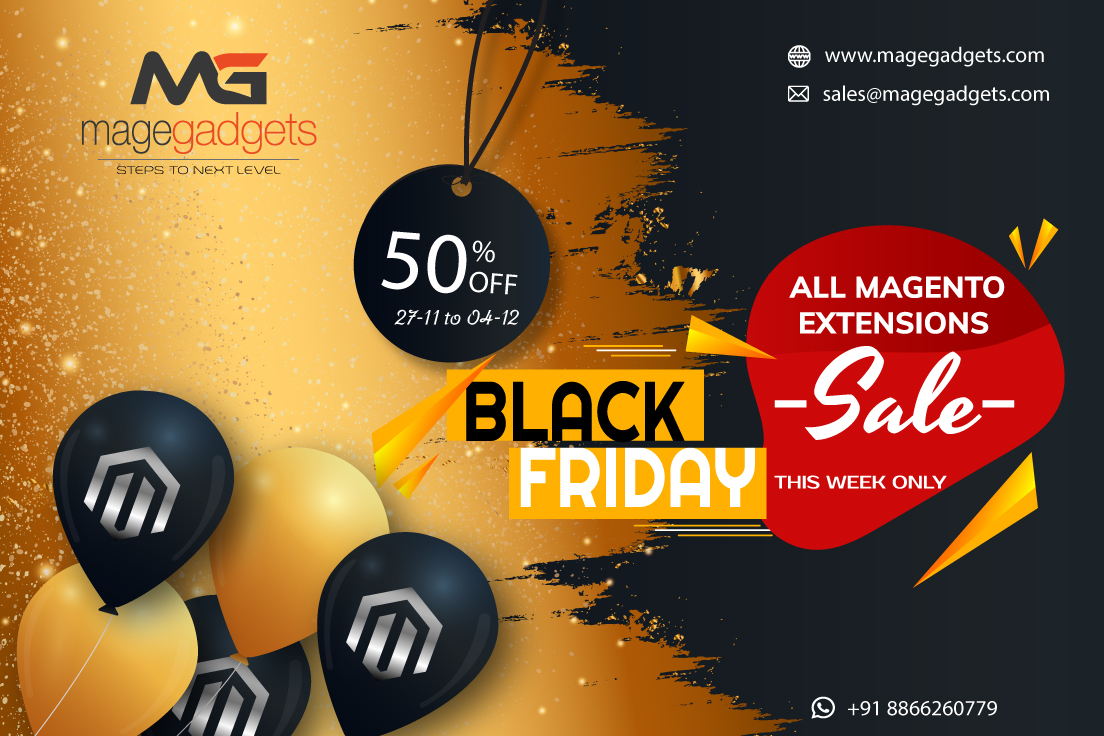 MG
magegadgets
STEPS TO NEXT LEVEL
www.magegadgets.com
sales@magegadgets.com
50%
OFF
27-11 to 04-12
BLACK
FRIDAY
ALL MAGENTO
EXTENSIONS
-Sale-
THIS WEEK ONLY
+91 8866260779